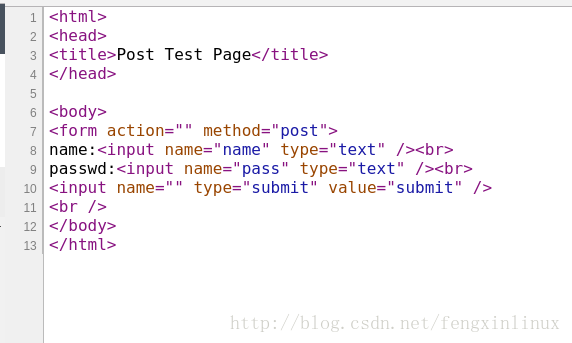 1 <html>
2 <head>
3 <title>Post Test Page</title>
4 </head>
5
6 <body>
7 <form action="" method="post">
8 name:<input name="name" type="text" /><br>
9 passwd:<input name="pass" type="text" /><br>
10 <input name="" type="submit" value="submit" />
11 <br />
12 </body>
13 </html>
http://blog.csdn.net/fengxinlinux